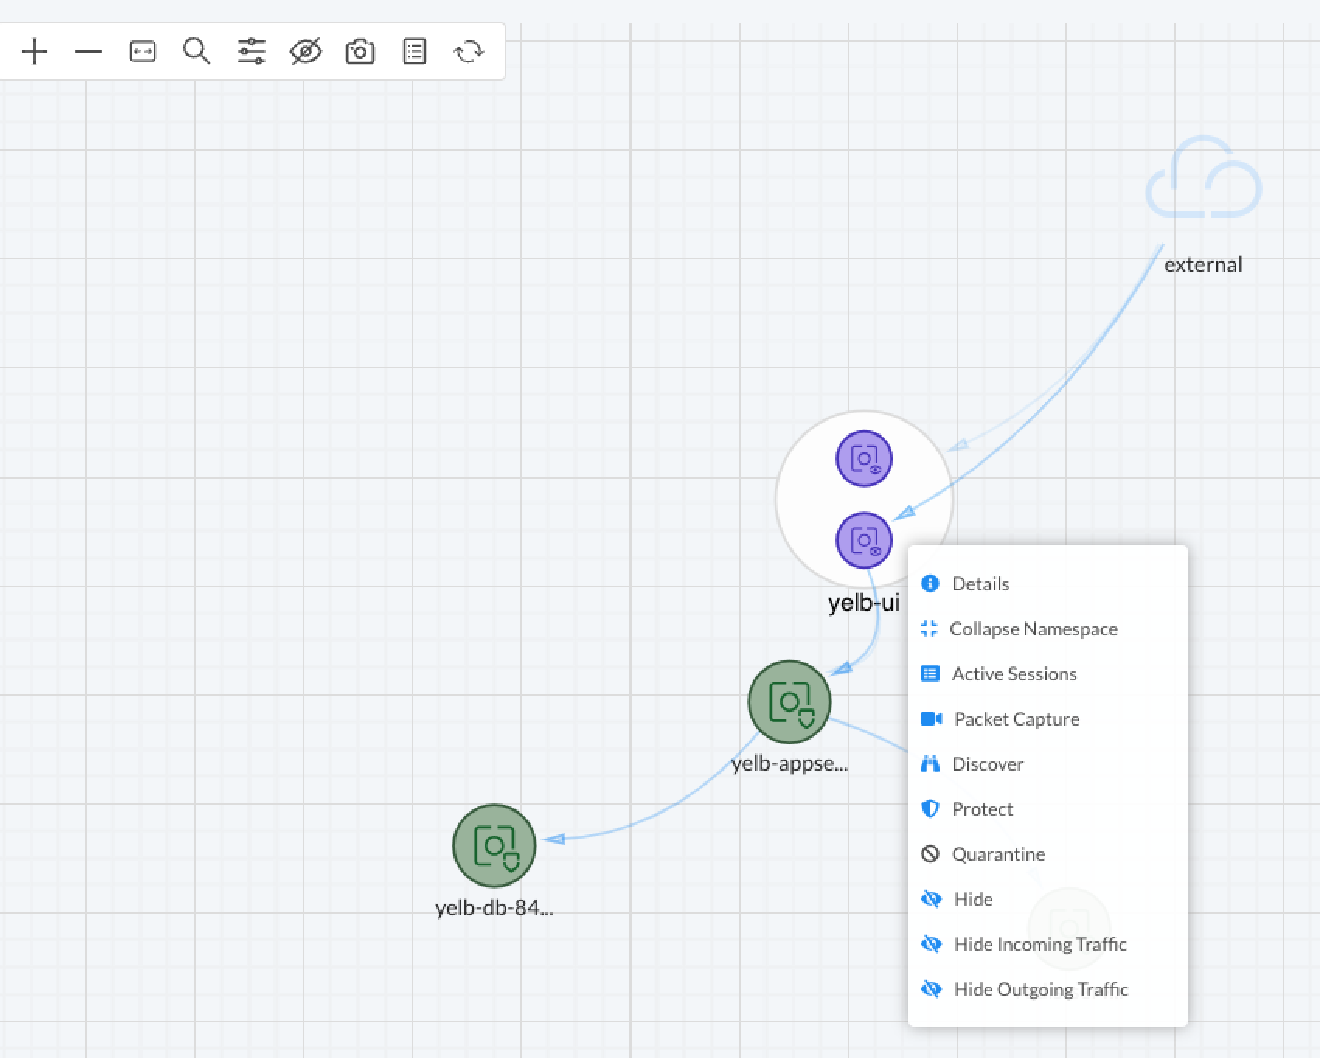 external
yelb-ui
Details
Collapse Namespace
Active Sessions
Packet Capture
Discover
Protect
Quarantine
Hide
Hide Incoming Traffic
Hide Outgoing Traffic
yelb-appse...
yelb-db-84...